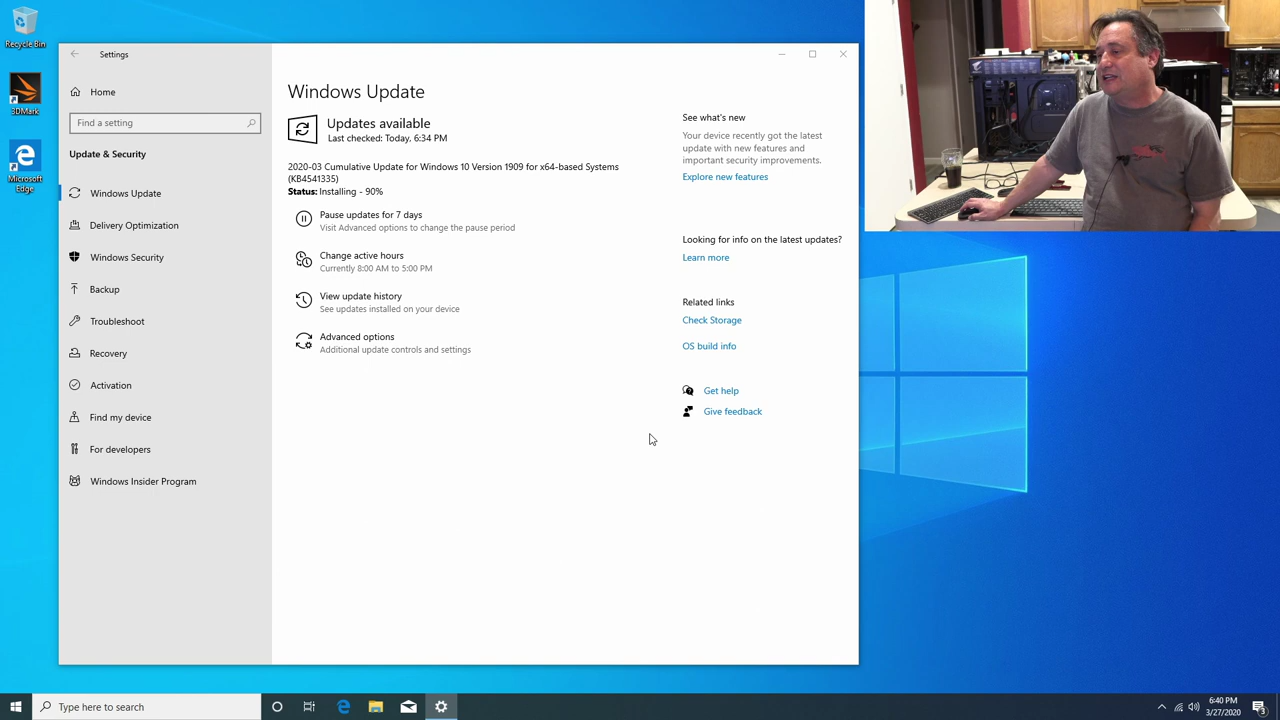 Recycle Bin
3DMark
Microsoft
Edge
Settings
Home
Find a setting
Update & Security
Windows Update
Delivery Optimization
Windows Security
Backup
Troubleshoot
Recovery
Activation
Find my device
For developers
Windows Insider Program
Windows Update
Updates available
Last checked: Today, 6:34 PM
2020-03 Cumulative Update for Windows 10 Version 1909 for x64-based Systems
(KB4541335)
Status: Installing - 90%
Pause updates for 7 days
Visit Advanced options to change the pause period
Change active hours
Currently 8:00 AM to 5:00 PM
View update history
See updates installed on your device
Advanced options
Additional update controls and settings
See what's new
Your device recently got the latest
update with new features and
important security improvements.
Explore new features
Looking for info on the latest updates?
Learn more
Related links
Check Storage
OS build info
Get help
Give feedback
Type here to search
6:40 PM
3/27/2020
3